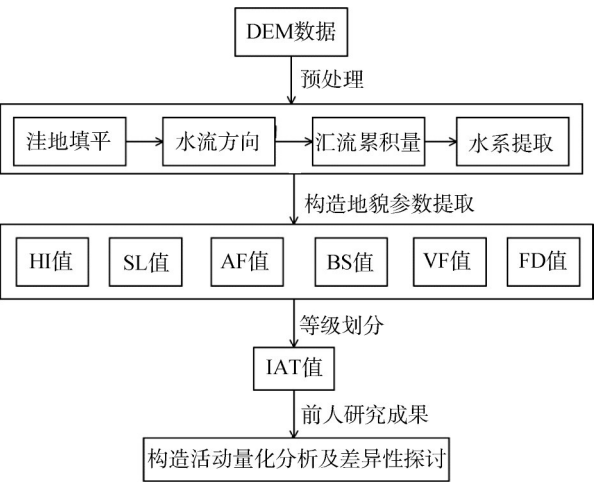 DEM数据
预处理
洼地填平 水流方向 汇流累积量 水系提取
构造地貌参数提取
HI值 SL值 AF值 BS值 VF值 FD值
等级划分
IAT值
前人研究成果
构造活动量化分析及差异性探讨